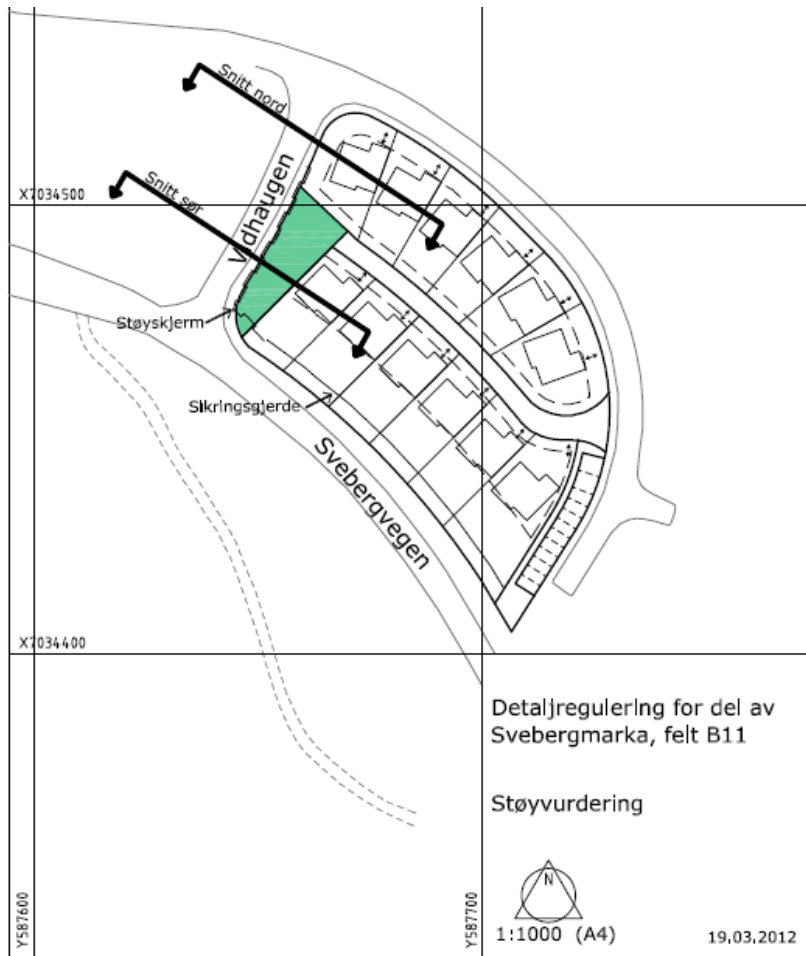 Snitt nord
Vidhaugen
X7034500
Snitt sør
Støyskjerm
Sikringsgjerde
Svebergvegen
X7034400
Detaljregulering for del av
Svebergmarka, felt B11
Støyvurdering
N
Y587600
Y587700
1:1000 (A4)
19.03.2012